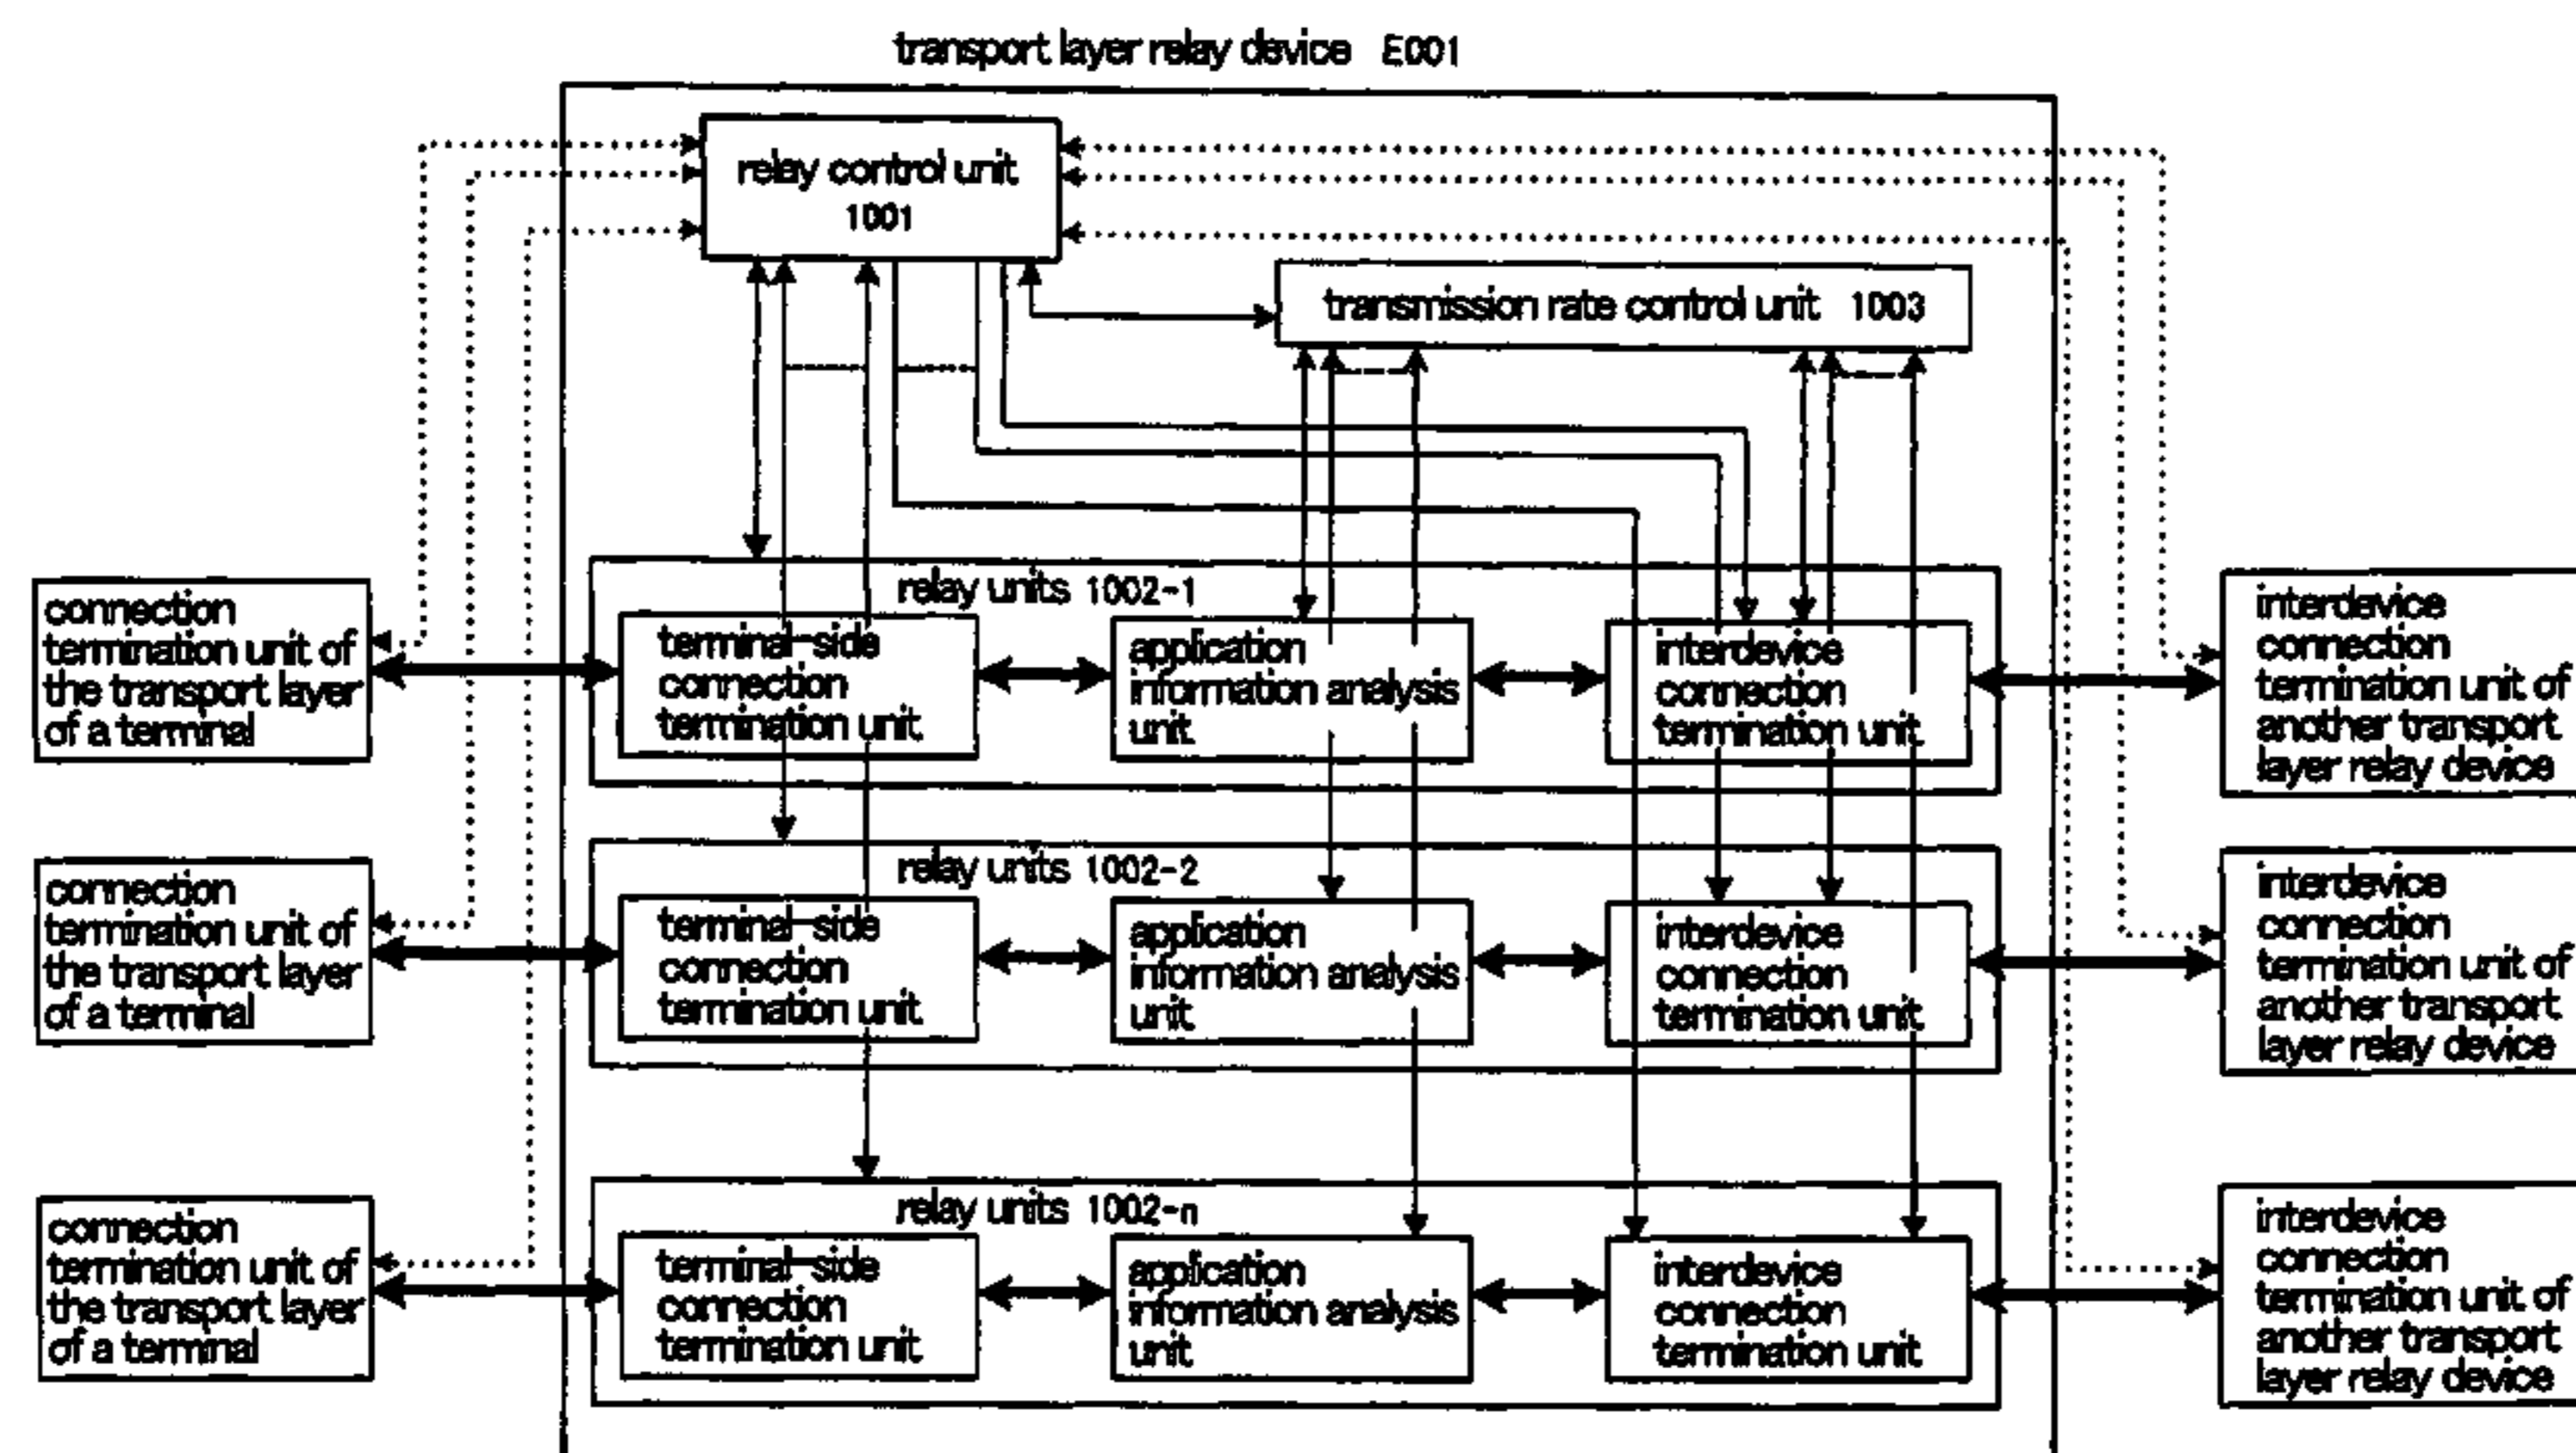 transport layer relay device E001
relay control unit
1001
transmission rate control unit 1003
relay units 1002-1
connection
termination unit of
the transport layer
of a terminal
terminal-side
connection
termination unit
application
information analysis
unit
interdevice
connection
termination unit
interdevice
connection
termination unit of
another transport
layer relay device
relay units 1002-2
connection
termination unit of
the transport layer
of a terminal
terminal-side
connection
termination unit
application
information analysis
unit
interdevice
connection
termination unit
interdevice
connection
termination unit of
another transport
layer relay device
relay units 1002-n
connection
termination unit of
the transport layer
of a terminal
terminal-side
connection
termination unit
application
information analysis
unit
interdevice
connection
termination unit
interdevice
connection
termination unit of
another transport
layer relay device